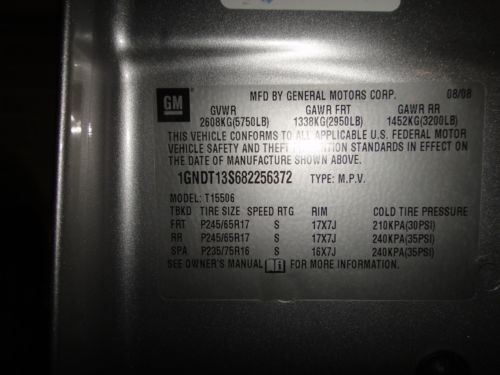 GM
MFD BY GENERAL MOTORS CORP. 08/08
GVWR GAWR FRT GAWR RR
2608KG(5750LB) 1338KG(2950LB) 1452KG(3200LB)
THIS VEHICLE CONFORMS TO ALL APPLICABLE U.S. FEDERAL MOTOR
VEHICLE SAFETY AND THEFT PREVENTION STANDARDS IN EFFECT ON
THE DATE OF MANUFACTURE SHOWN ABOVE.
1GNDT13S682256372 TYPE: M.P.V.
MODEL: T15506
TBKD TIRE SIZE SPEED RTG RIM COLD TIRE PRESSURE
FRT P245/65R17 S 17X7J 210KPA(30PSI)
RR P245/65R17 S 17X7J 240KPA(35PSI)
SPA P235/75R16 S 16X7J 240KPA(35PSI)
SEE OWNER'S MANUAL FOR MORE INFORMATION.